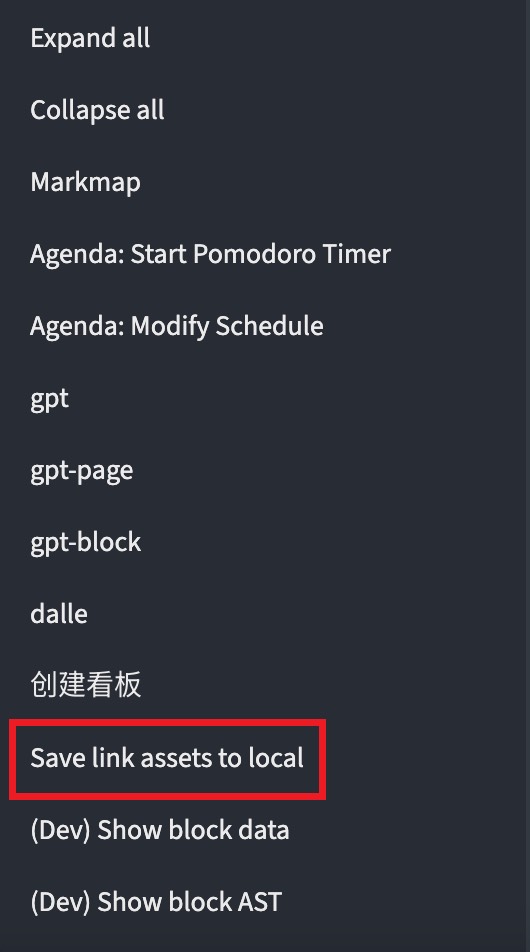 Expand all
Collapse all
Markmap
Agenda: Start Pomodoro Timer
Agenda: Modify Schedule
gpt
gpt-page
gpt-block
dalle
创建看板
Save link assets to local
(Dev) Show block data
(Dev) Show block AST